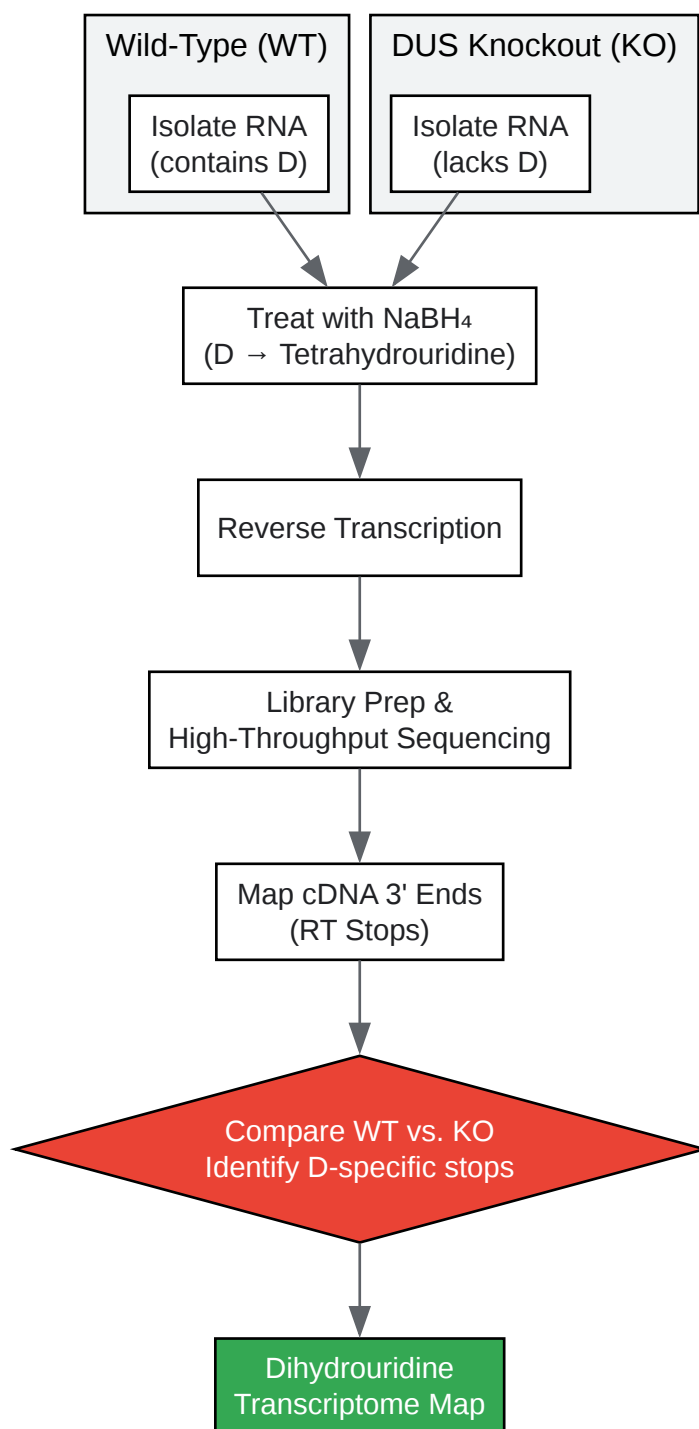 Wild-Type (WT)
DUS Knockout (KO)
Isolate RNA
(contains D)
Isolate RNA
(lacks D)
Treat with NaBH₄
(D → Tetrahydrouridine)
Reverse Transcription
Library Prep &
High-Throughput Sequencing
Map cDNA 3' Ends
(RT Stops)
Compare WT vs. KO
Identify D-specific stops
Dihydrouridine
Transcriptome Map